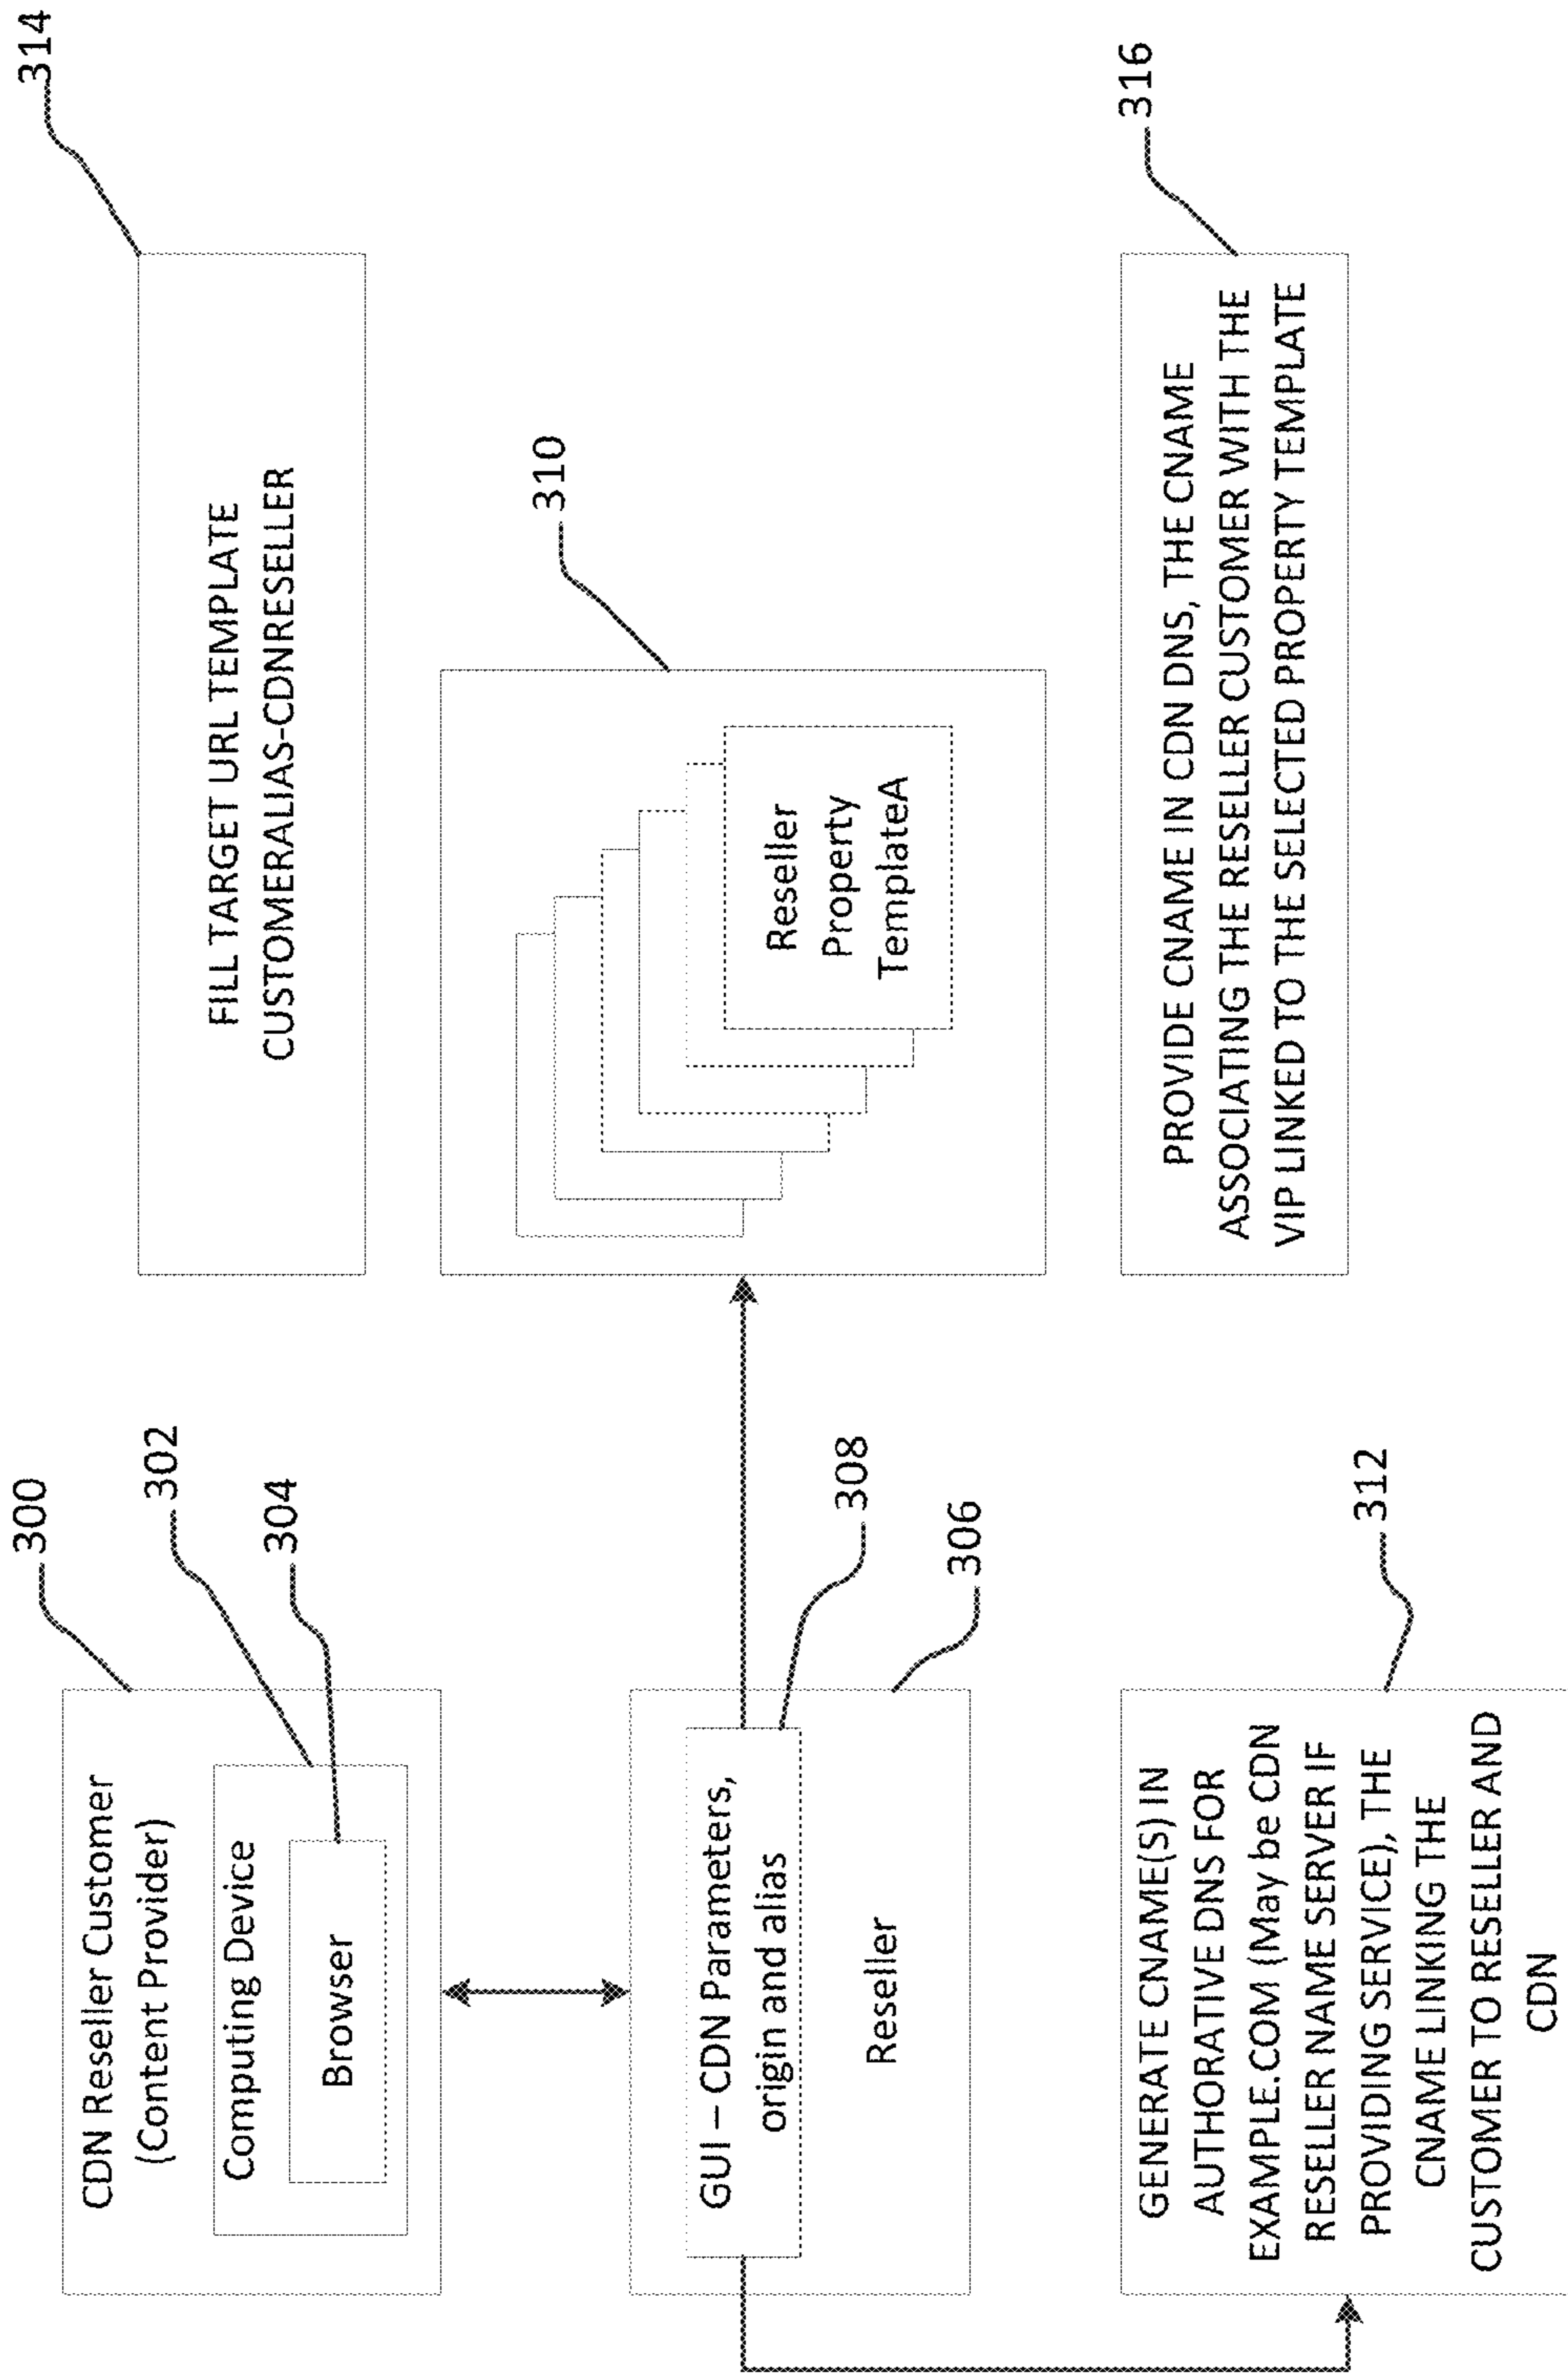 300
CDN Reseller Customer
(Content Provider)
302
Computing Device
304
Browser
GUI – CDN Parameters,
origin and alias
308
Reseller
306
GENERATE CNAME(S) IN
AUTHORATIVE DNS FOR
EXAMPLE.COM (May be CDN
RESELLER NAME SERVER IF
PROVIDING SERVICE), THE
CNAME LINKING THE
CUSTOMER TO RESELLER AND
CDN
312
314
FILL TARGET URL TEMPLATE
CUSTOMERALIAS-CDNRESELLER
310
Reseller
Property
TemplateA
316
PROVIDE CNAME IN CDN DNS, THE CNAME
ASSOCIATING THE RESELLER CUSTOMER WITH THE
VIP LINKED TO THE SELECTED PROPERTY TEMPLATE